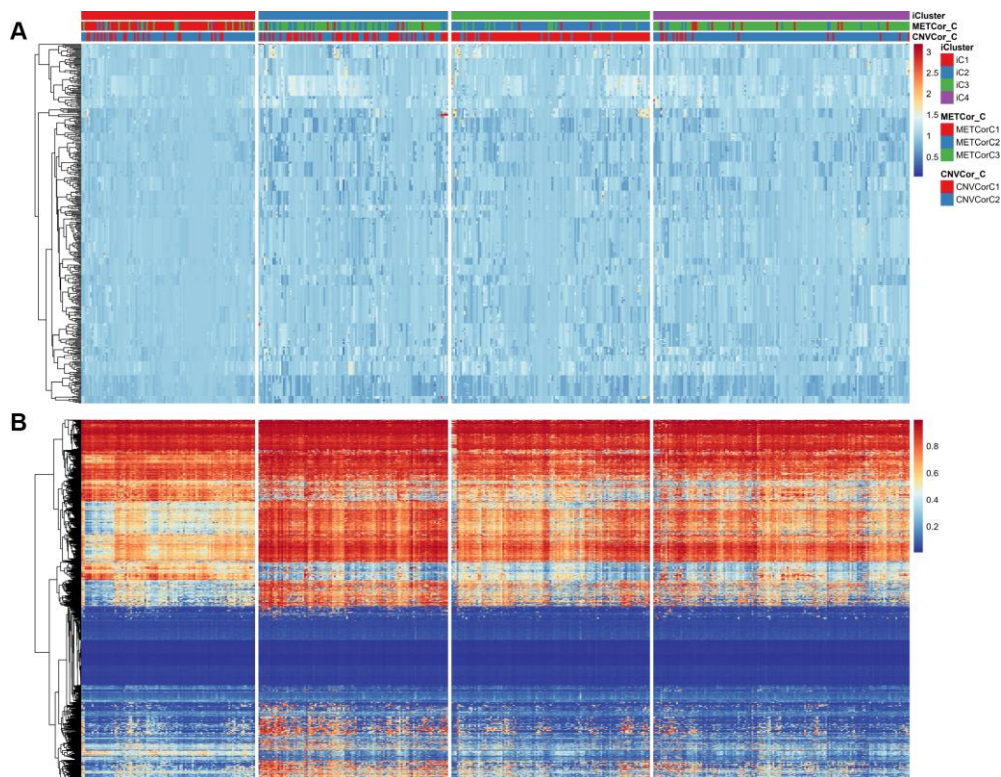 A
iCluster
METCor_C
CNVCor_C
3
2.5
2
1.5
1
0.5
iCluster
iC1
iC2
iC3
iC4
METCor_C
METCorC1
METCorC2
METCorC3
CNVCor_C
CNVCorC1
CNVCorC2
B
0.8
0.6
0.4
0.2